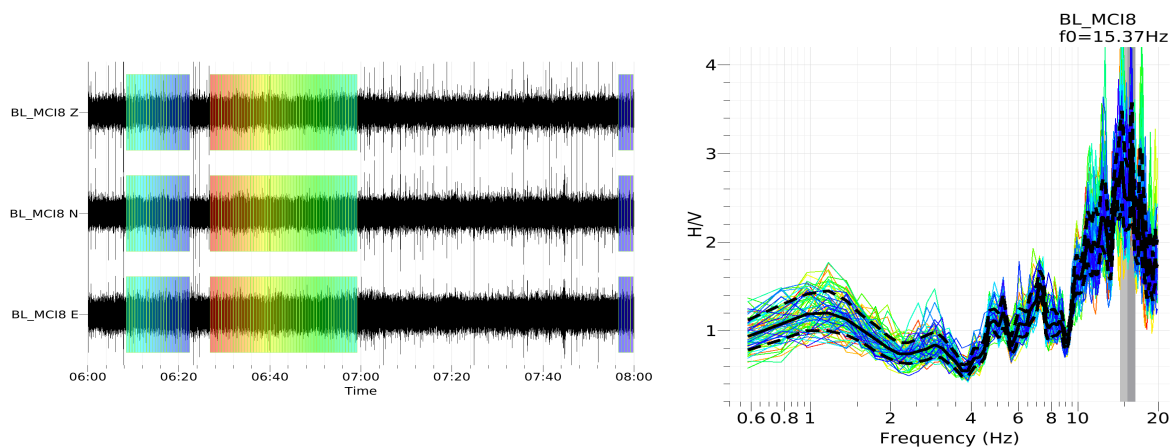 BL_MCI8 Z
BL_MCI8 N
BL_MCI8 E
06:00 06:20 06:40 07:00 07:20 07:40 08:00
Time
BL_MCI8
f0=15.37Hz
4
3
2
1
H/V
0.6 0.8 1 2 4 6 8 10 20
Frequency (Hz)